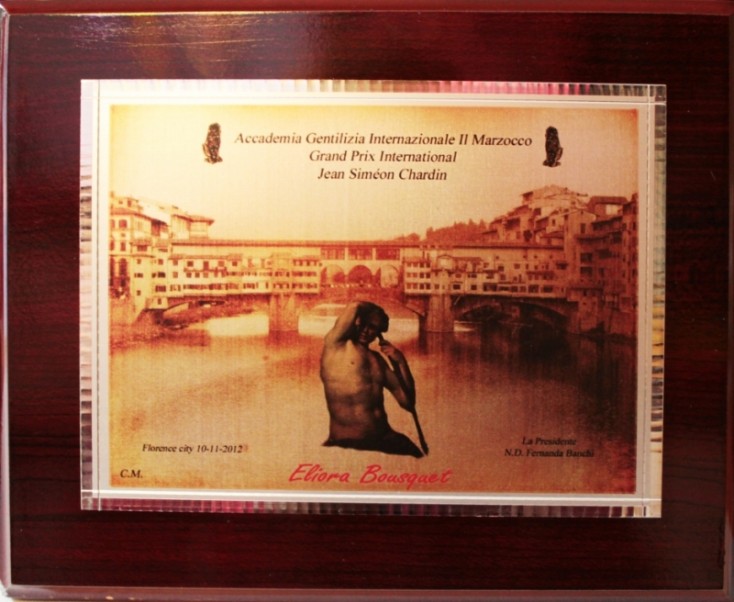 Accademia Gentilizia Internazionale Il Marzocco
Grand Prix International
Jean Siméon Chardin
Florence city 10-11-2012
La Presidente
N.D. Fernanda
C.M.
Eliora Bousquet